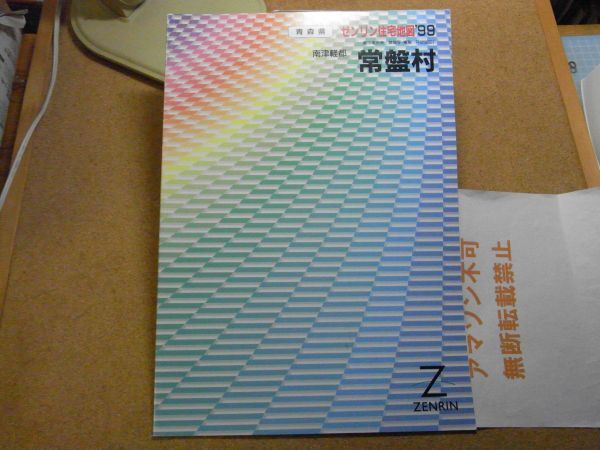 青森県
ゼンリン住宅地図'99
南津軽郡
常盤村
Z
ZENRIN
アマゾン不可
無断転載禁止